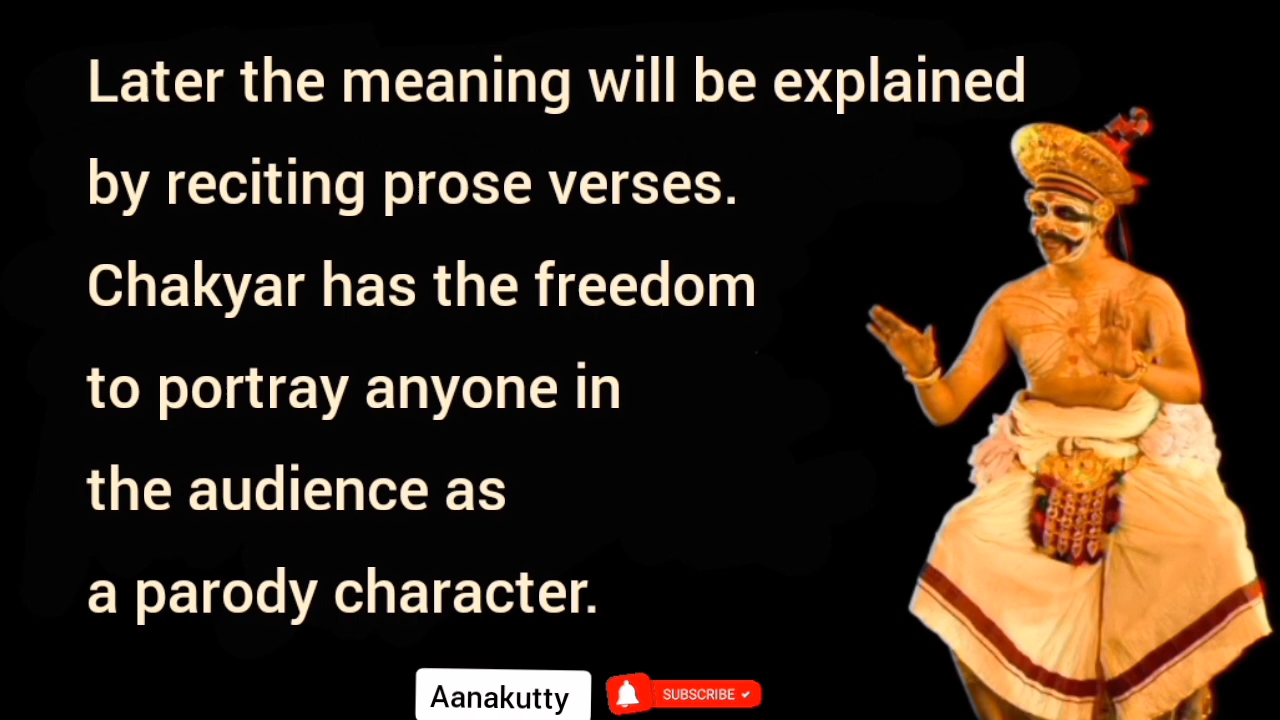 Later the meaning will be explained
by reciting prose verses.
Chakyar has the freedom
to portray anyone in
the audience as
a parody character.
Aanakutty
SUBSCRIBE